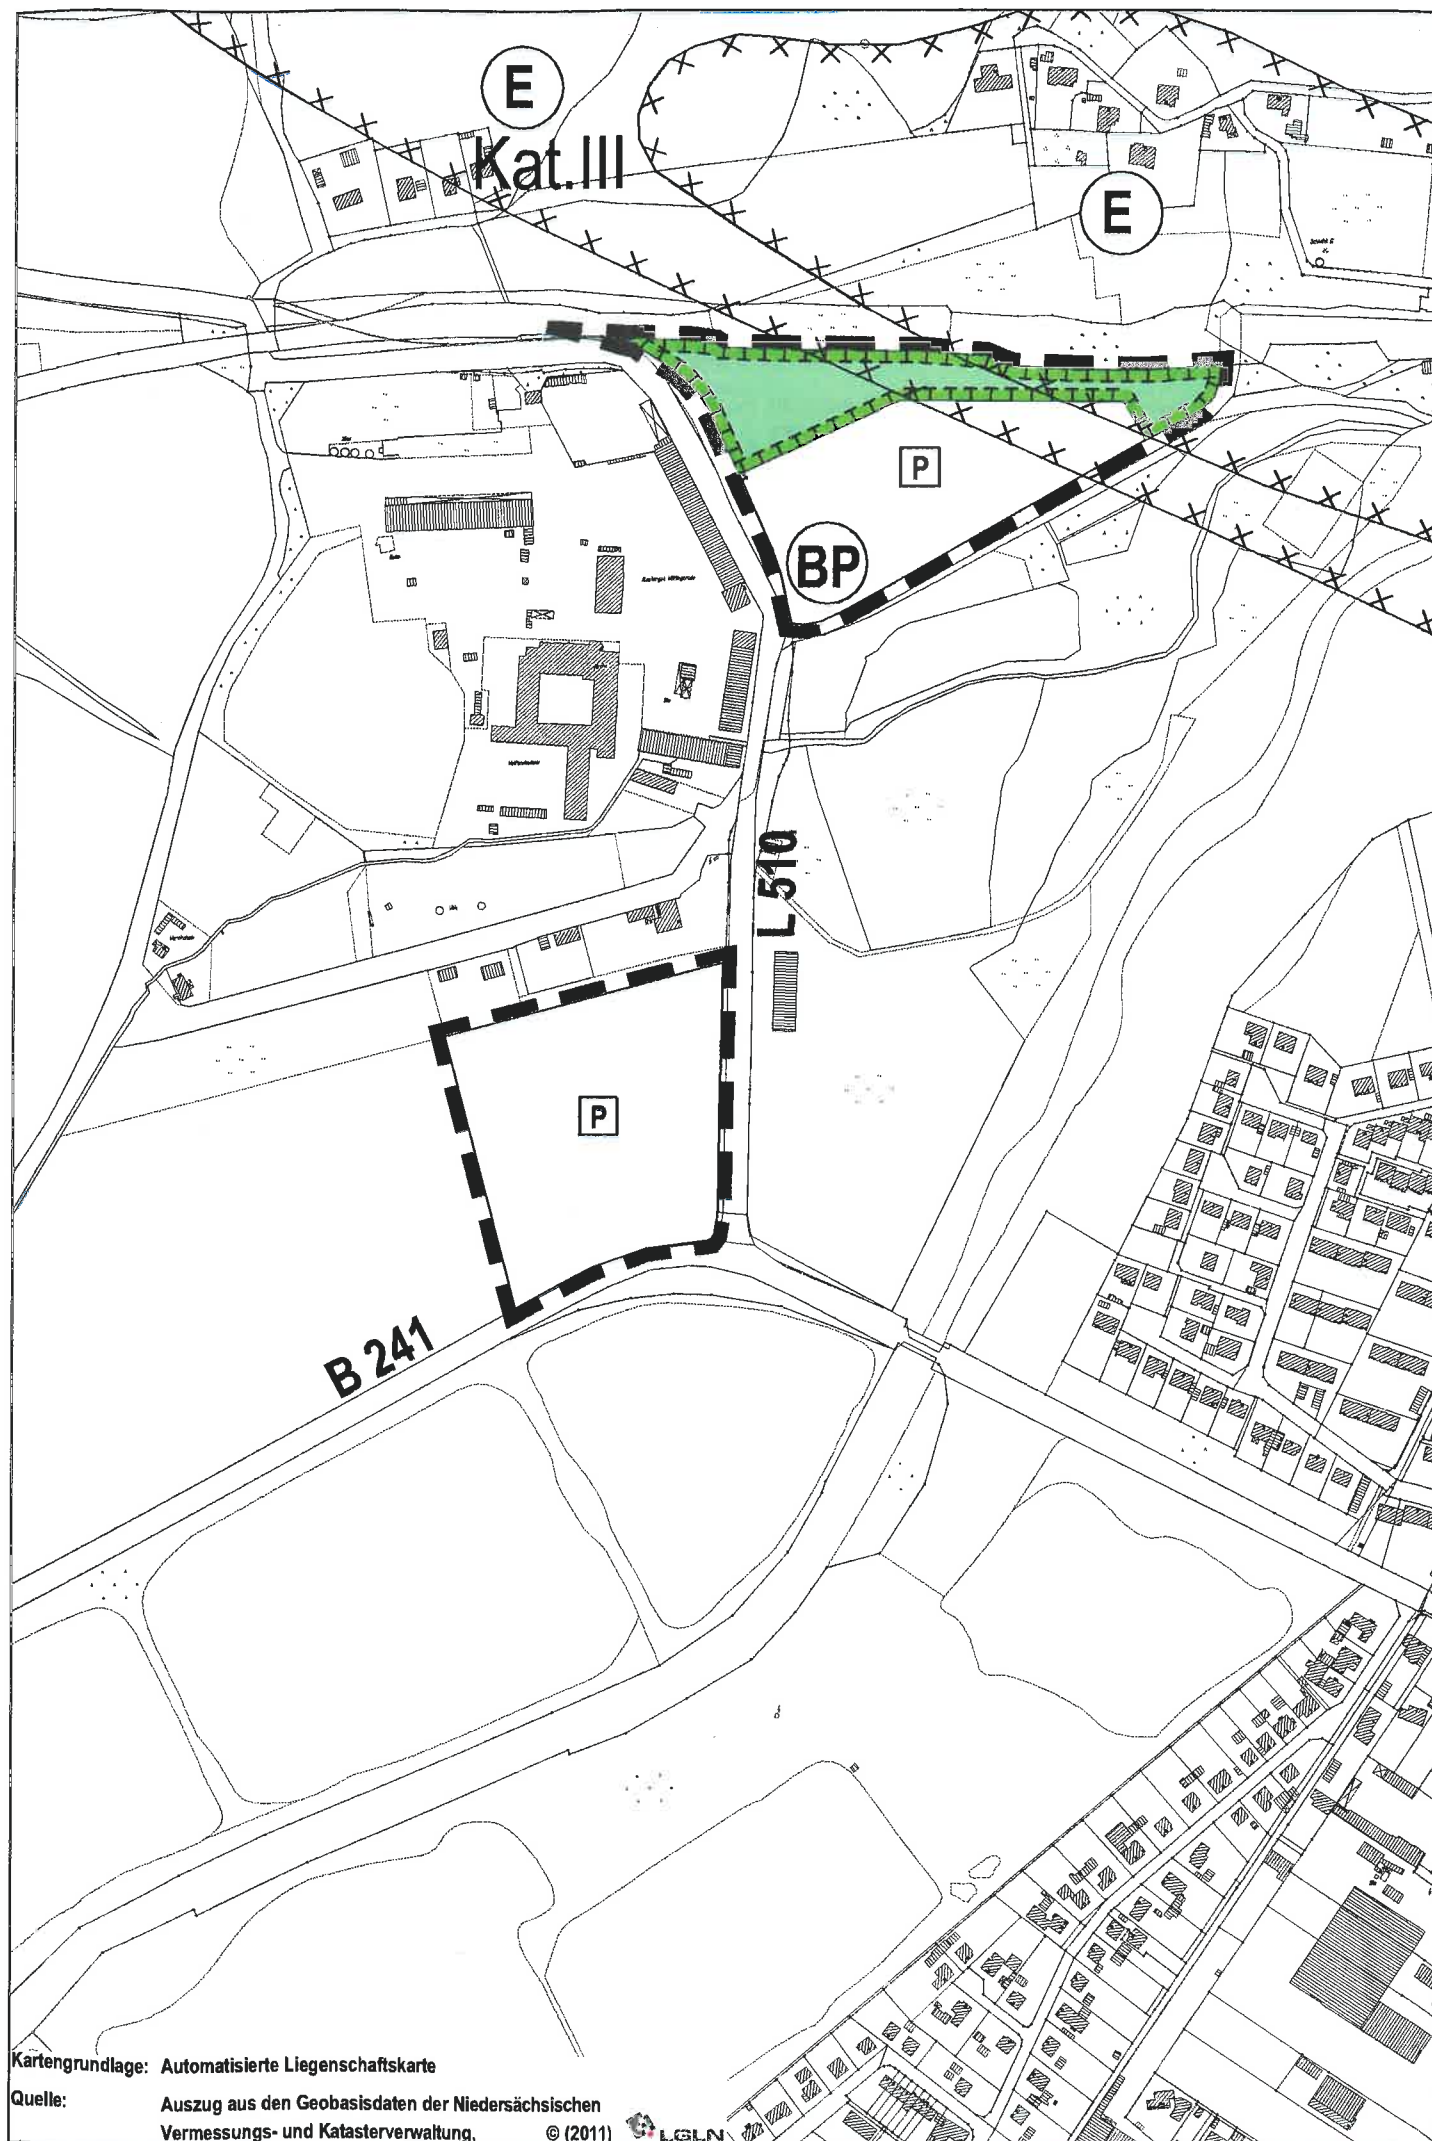 E
Kat.III
E
P
BP
L 510
P
B 241
Kartengrundlage: Automatisierte Liegenschaftskarte
Quelle: Auszug aus den Geobasisdaten der Niedersächsischen
Vermessungs- und Katasterverwaltung,
© (2011) LGLN